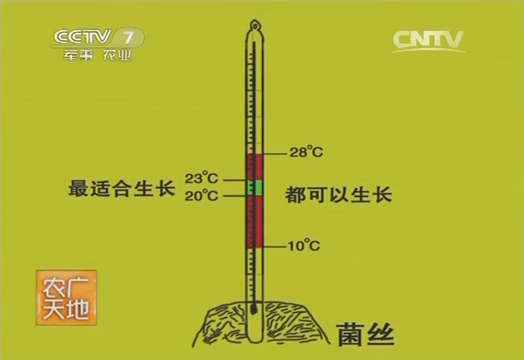 CCTV 7
军事 农业
CNTV
28°C
23°C
最适合生长
20°C
都可以生长
10°C
农广
天地
菌丝